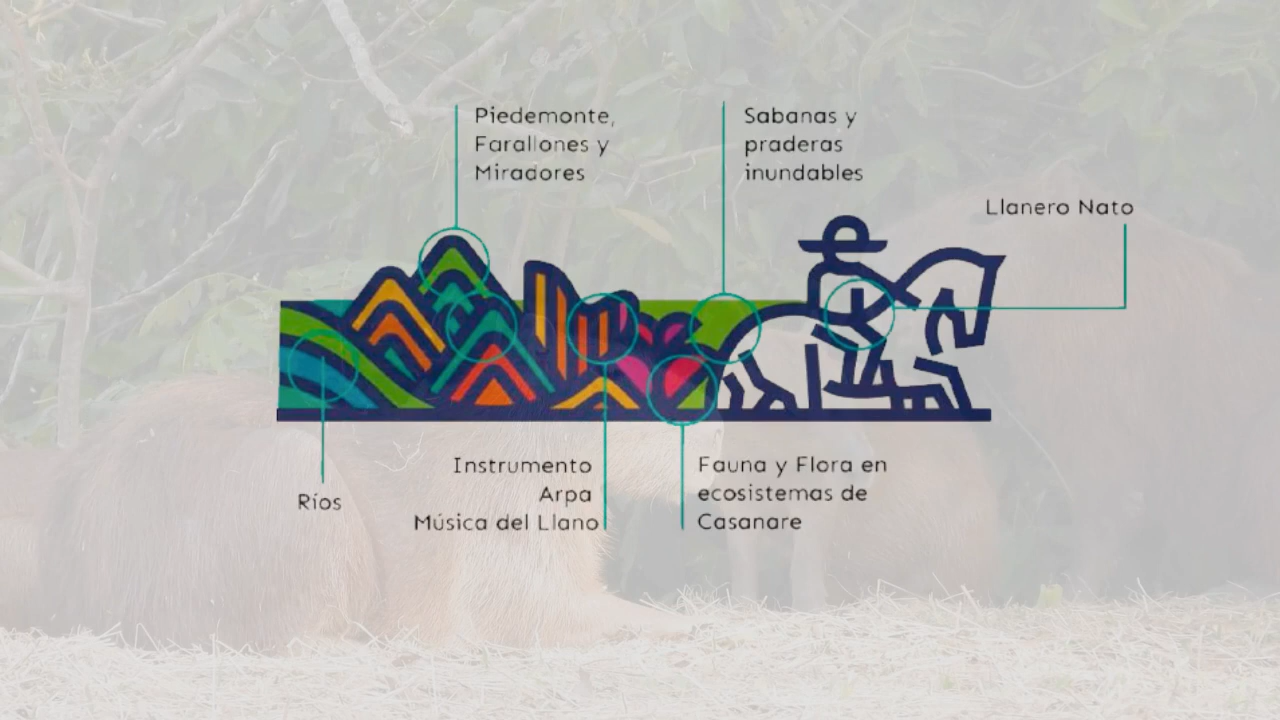 Piedemonte,
Farallones y
Miradores
Sabanas y
praderas
inundables
Llanero Nato
Ríos
Instrumento
Arpa
Música del Llano
Fauna y Flora en
ecosistemas de
Casanare